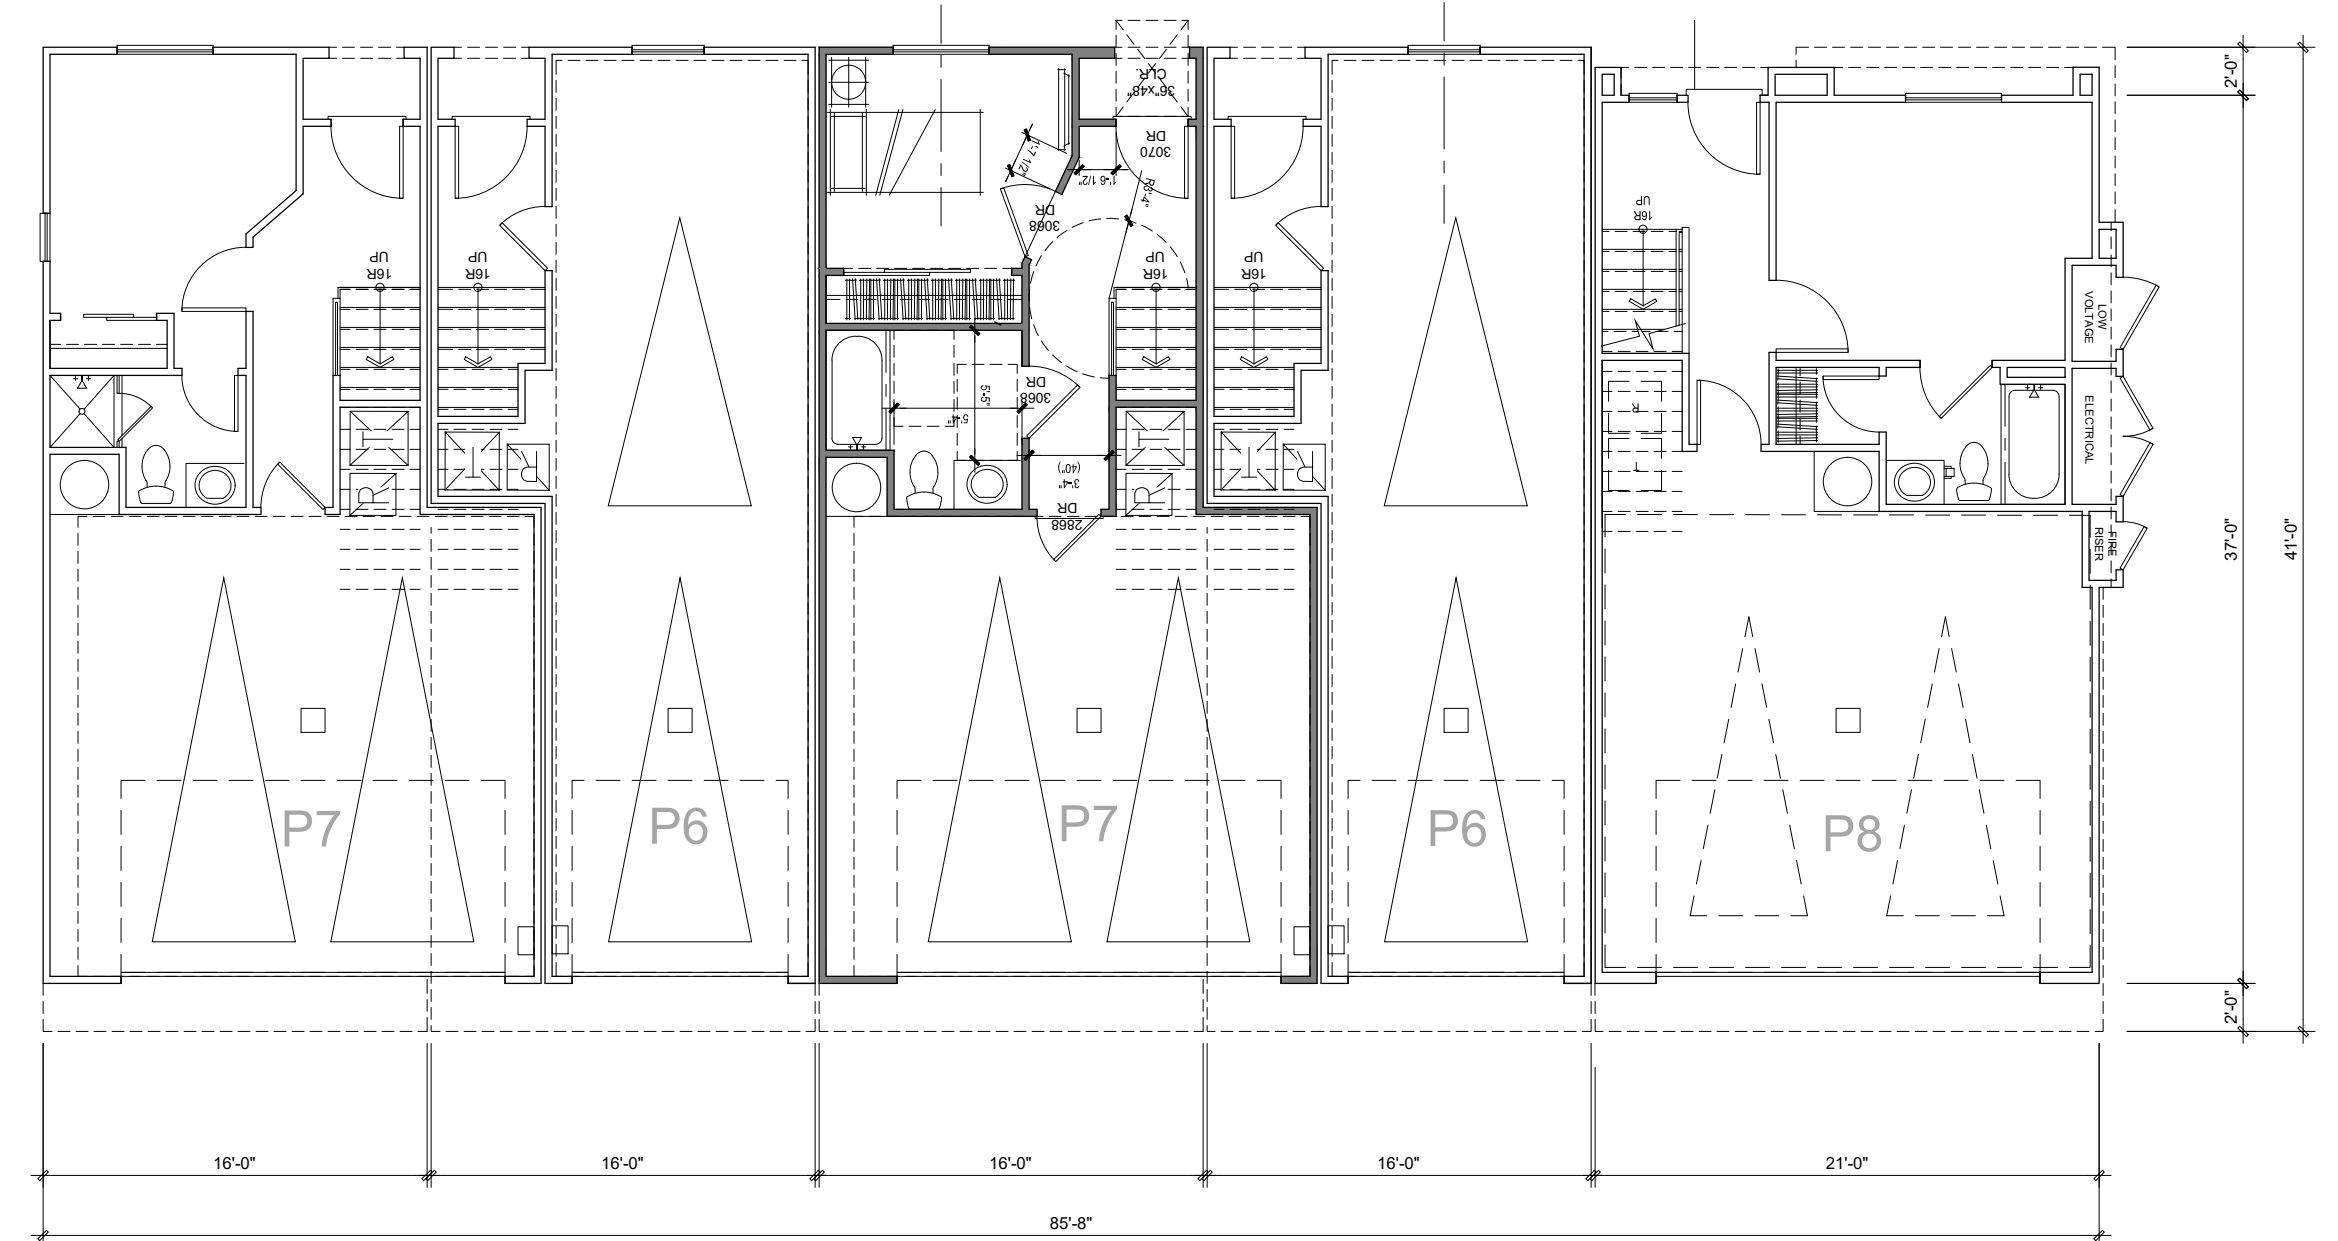 2'-0"
36"x48"
CLR.
3070
DR
1'-7 1/2"
1'-6 1/2"
R3'-4"
3068
DR
16R
UP
16R
UP
16R
UP
16R
UP
16R
UP
LOW
VOLTAGE
3068
DR
5'-5"
5'-4"
R
T
ELECTRICAL
T
T
T
T
R
R
R
R
3'-4"
(40")
2868
DR
FIRE
RISER
37'-0"
41'-0"
P7
P6
P7
P6
P8
2'-0"
16'-0"
16'-0"
16'-0"
16'-0"
21'-0"
85'-8"